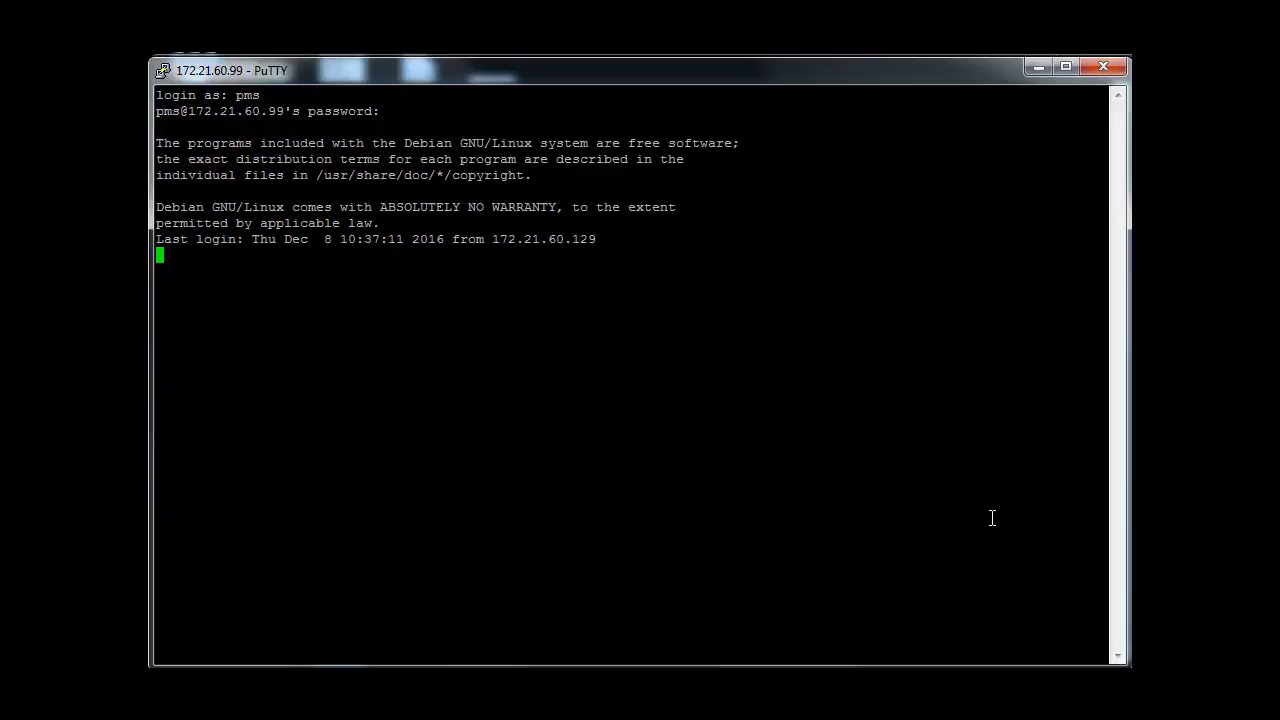 172.21.60.99 - PuTTY
login as: pms
pms@172.21.60.99's password:
The programs included with the Debian GNU/Linux system are free software;
the exact distribution terms for each program are described in the
individual files in /usr/share/doc/*/copyright.
Debian GNU/Linux comes with ABSOLUTELY NO WARRANTY, to the extent
permitted by applicable law.
Last login: Thu Dec  8 10:37:11 2016 from 172.21.60.129